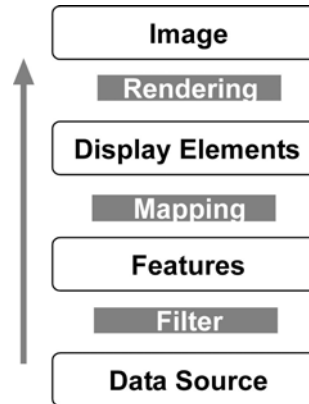 Image
Rendering
Display Elements
Mapping
Features
Filter
Data Source